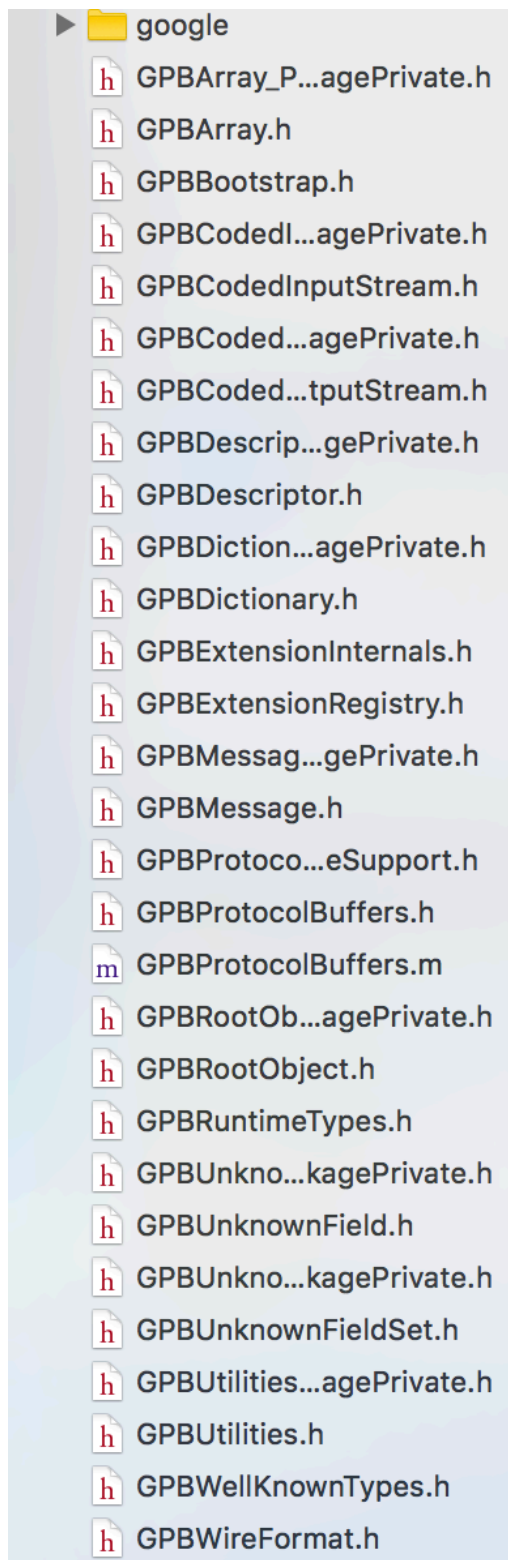 google
h GPBArray_P...agePrivate.h
h GPBArray.h
h GPBBootstrap.h
h GPBCodedI...agePrivate.h
h GPBCodedInputStream.h
h GPBCoded...agePrivate.h
h GPBCoded...tputStream.h
h GPBDescrip...gePrivate.h
h GPBDescriptor.h
h GPBDiction...agePrivate.h
h GPBDictionary.h
h GPBExtensionInternals.h
h GPBExtensionRegistry.h
h GPBMessag...gePrivate.h
h GPBMessage.h
h GPBProtoco...eSupport.h
h GPBProtocolBuffers.h
m GPBProtocolBuffers.m
h GPBRootOb...agePrivate.h
h GPBRootObject.h
h GPBRuntimeTypes.h
h GPBUnkno...kagePrivate.h
h GPBUnknownField.h
h GPBUnkno...kagePrivate.h
h GPBUnknownFieldSet.h
h GPBUtilities...agePrivate.h
h GPBUtilities.h
h GPBWellKnownTypes.h
h GPBWireFormat.h